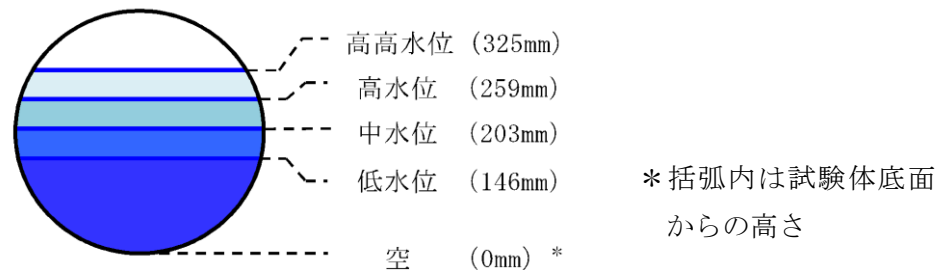 高高水位 (325mm)
高水位 (259mm)
中水位 (203mm)
低水位 (146mm)
空 (0mm) *
＊括弧内は試験体底面
からの高さ